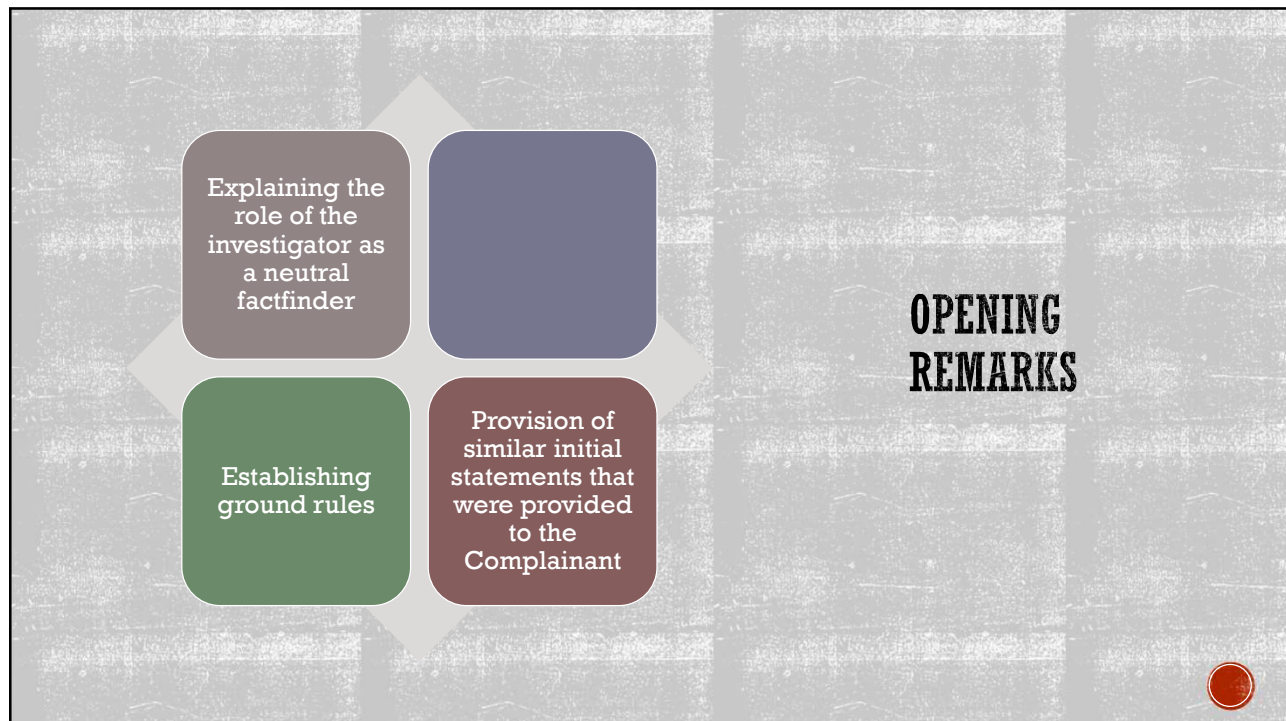 Explaining the
role of the
investigator as
a neutral
factfinder
Establishing
ground rules
Provision of
similar initial
statements that
were provided
to the
Complainant
OPENING
REMARKS